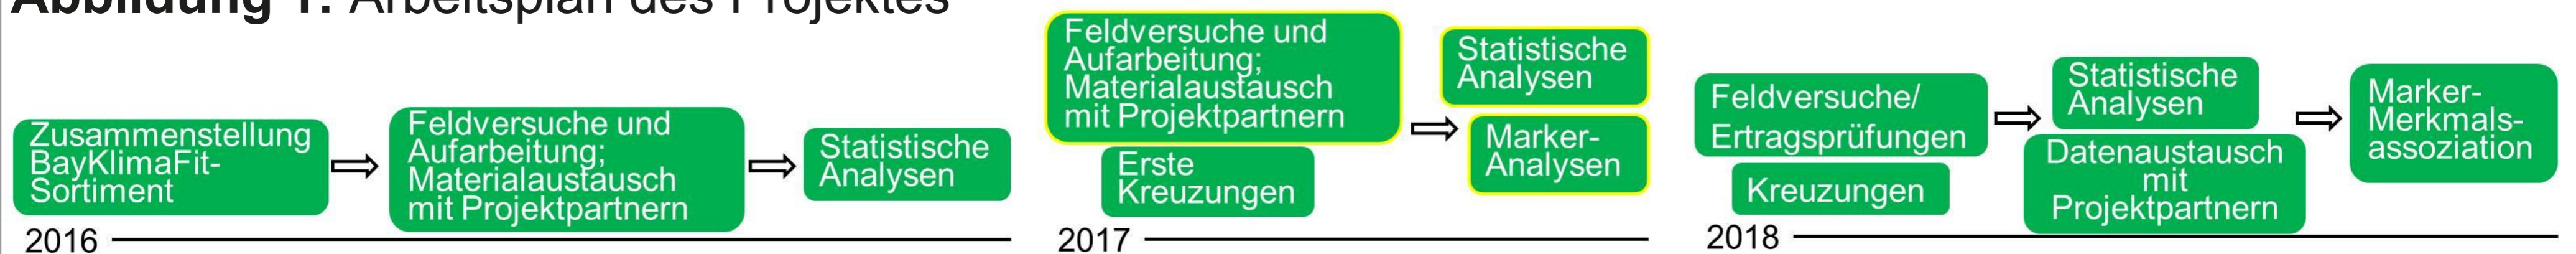 Abbildung 1: Arbeitsplan des Projektes
Zusammenstellung
BayKlimaFit-
Sortiment
Feldversuche und
Aufarbeitung;
Materialaustausch
mit Projektpartnern
Statistische
Analysen
2016
Feldversuche und
Aufarbeitung;
Materialaustausch
mit Projektpartnern
Erste
Kreuzungen
Statistische
Analysen
Marker-
Analysen
2017
Feldversuche/
Ertragsprüfungen
Kreuzungen
Statistische
Analysen
Datenaustausch
mit
Projektpartnern
Marker-
Merkmals-
assoziation
2018